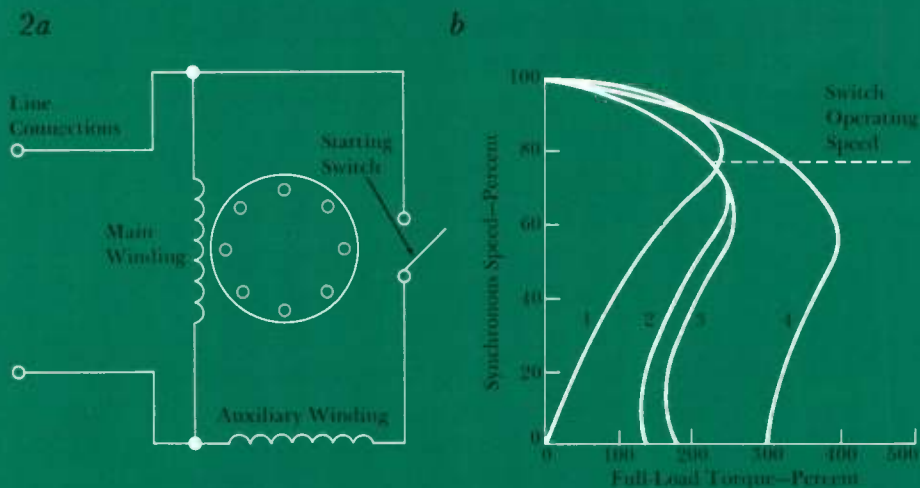 2a
b
Line
Connections
Starting
Switch
Main
Winding
Auxiliary Winding
Synchronous Speed–Percent
100
80
60
40
20
0
Switch
Operating
Speed
1
2
3
4
0
100
200
300
400
500
Full-Load Torque–Percent